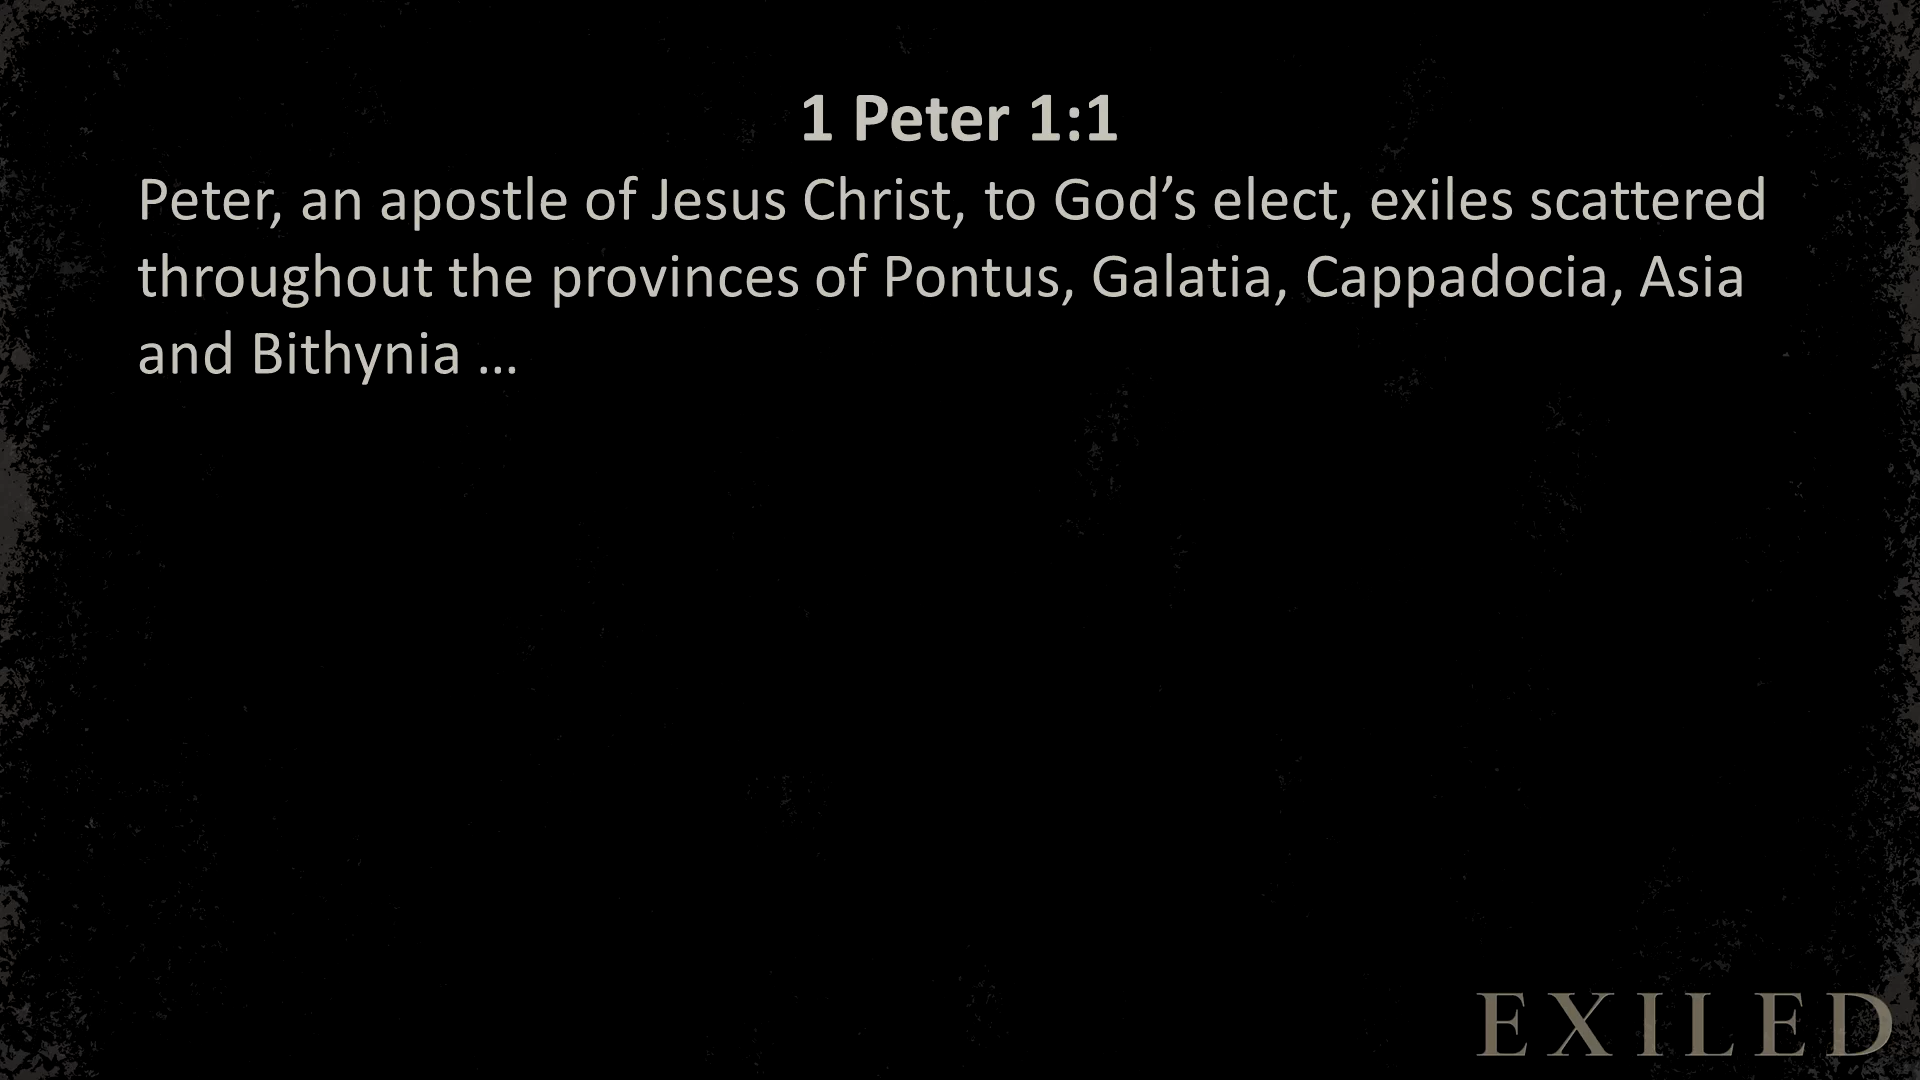 1 Peter 1:1
Peter, an apostle of Jesus Christ, to God’s elect, exiles scattered
throughout the provinces of Pontus, Galatia, Cappadocia, Asia
and Bithynia …
EXILED